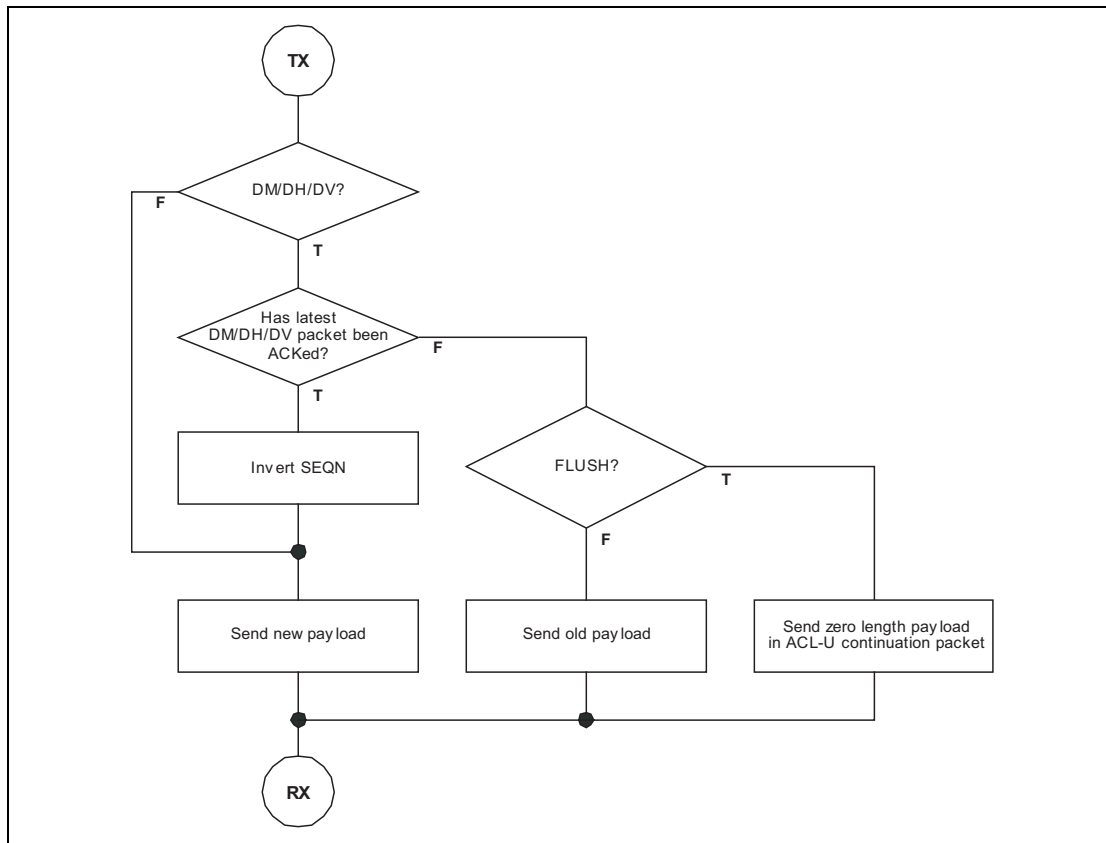 TX
DM/DH/DV?
F
T
Has latest
DM/DH/DV packet been
ACKed?
F
T
Invert SEQN
FLUSH?
T
F
Send new payload
Send old payload
Send zero length payload
in ACL-U continuation packet
RX